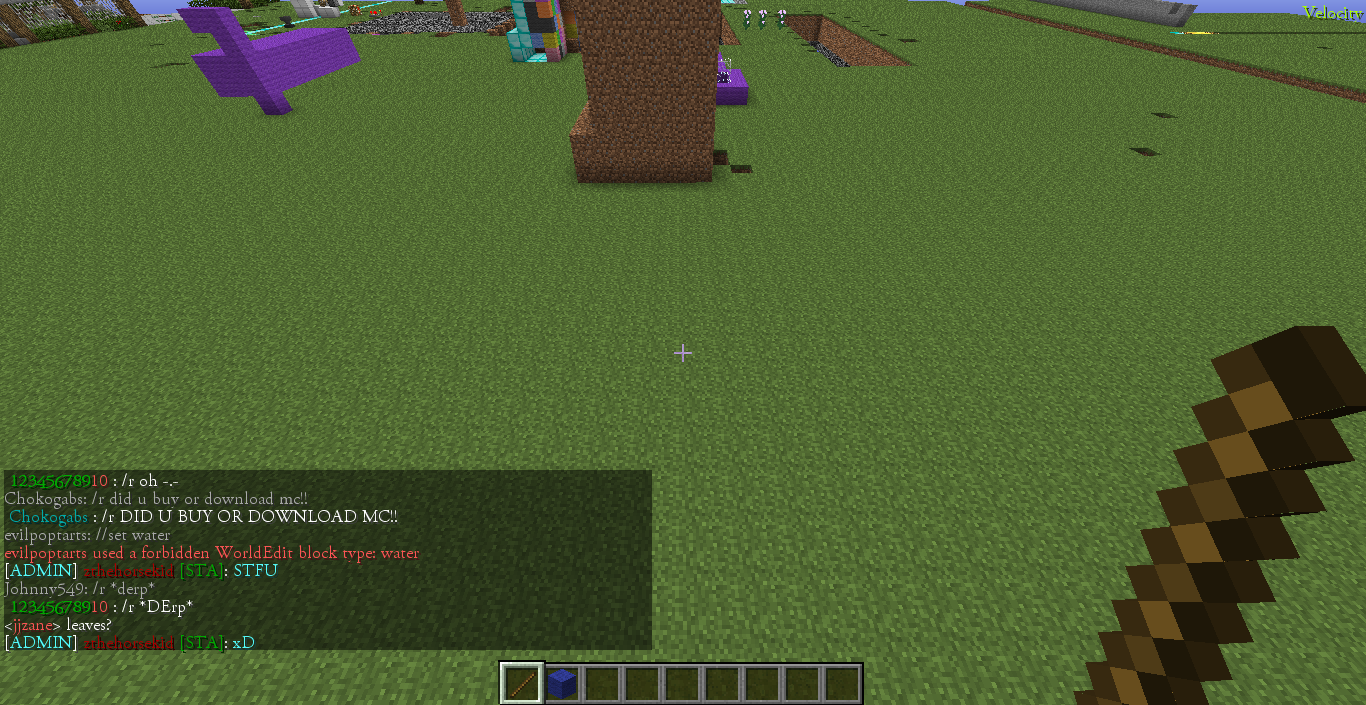 Velocity
12345678910 : /r oh -.-
Chokogabs: /r did u buy or download mc!!
Chokogabs : /r DID U BUY OR DOWNLOAD MC!!
evilpoptarts: //set water
evilpoptarts used a forbidden WorldEdit block type: water
[ADMIN] [STA]: STFU
Johnny549: /r *derp*
12345678910 : /r *DErp*
<jjzane> leaves?
[ADMIN] [STA]: xD